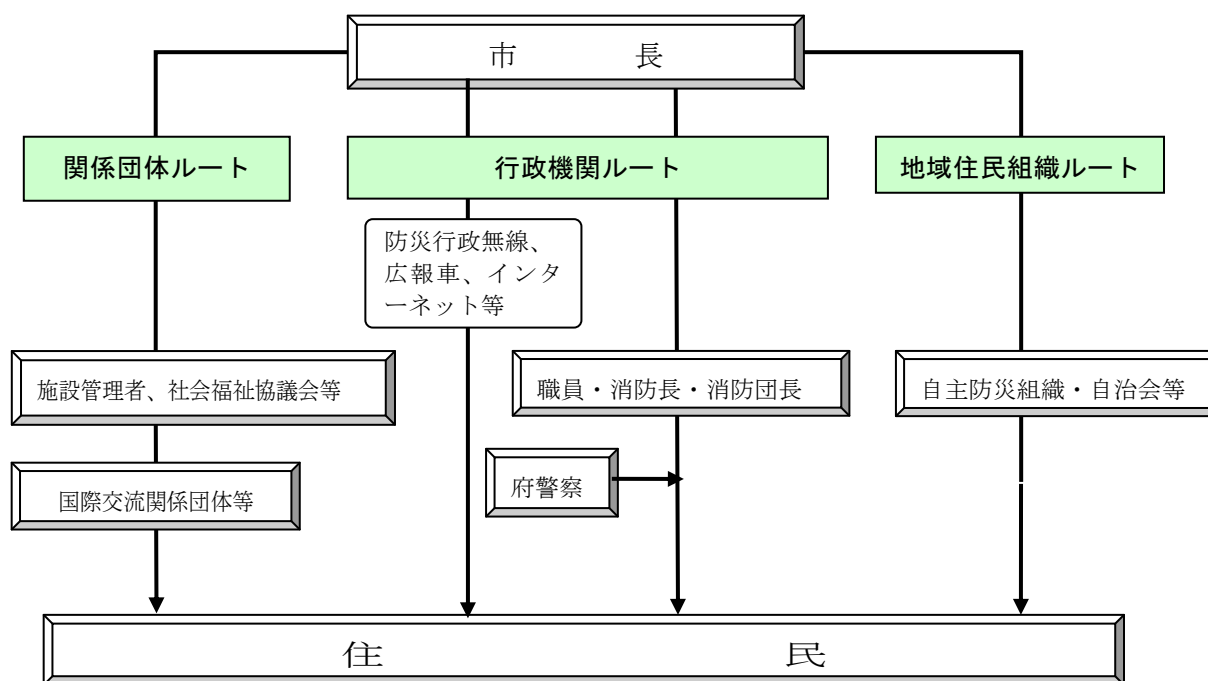 市長
関係団体ルート
行政機関ルート
地域住民組織ルート
防災行政無線、
広報車、インタ
ーネット等
施設管理者、社会福祉協議会等
職員・消防長・消防団長
自主防災組織・自治会等
国際交流関係団体等
府警察
住民